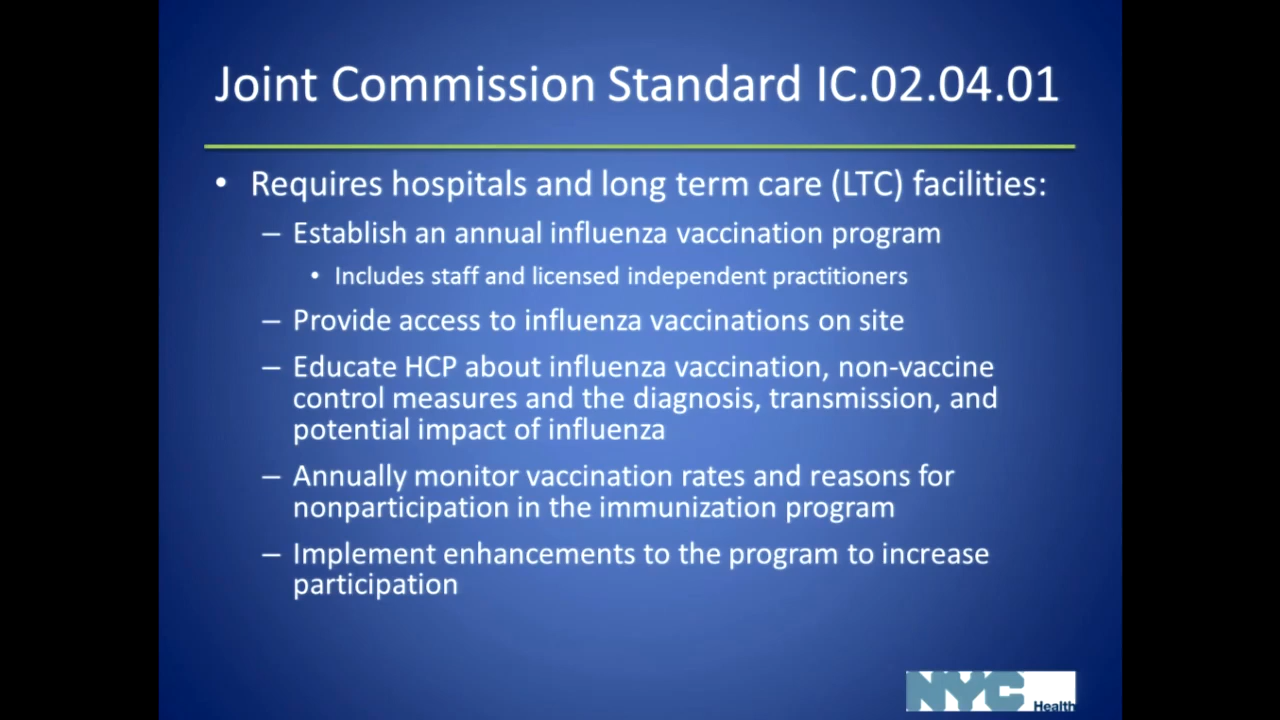 Joint Commission Standard IC.02.04.01
• Requires hospitals and long term care (LTC) facilities:
– Establish an annual influenza vaccination program
• Includes staff and licensed independent practitioners
– Provide access to influenza vaccinations on site
– Educate HCP about influenza vaccination, non-vaccine
control measures and the diagnosis, transmission, and
potential impact of influenza
– Annually monitor vaccination rates and reasons for
nonparticipation in the immunization program
– Implement enhancements to the program to increase
participation
NYC Health